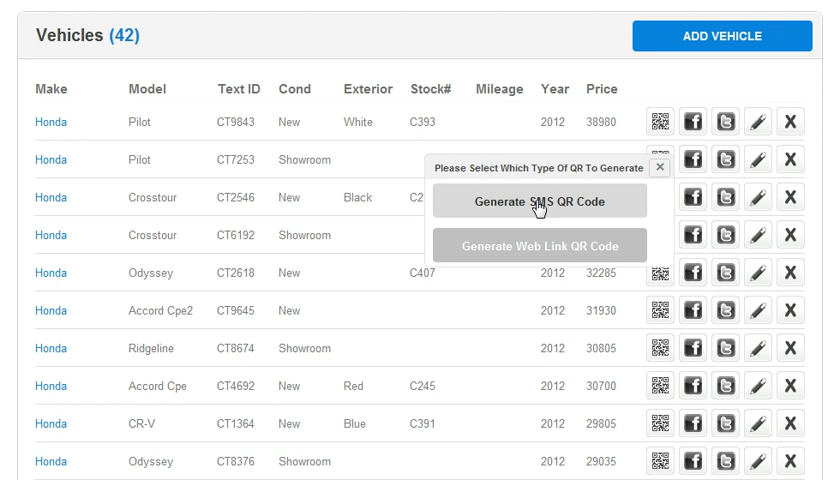 Vehicles (42)
ADD VEHICLE
Make Model Text ID Cond Exterior Stock# Mileage Year Price
Honda Pilot CT9843 New White C393 2012 38980
Honda Pilot CT7253 Showroom
Please Select Which Type Of QR To Generate
Honda Crosstour CT2546 New Black C2
Generate SMS QR Code
Honda Crosstour CT6192 Showroom
Generate Web Link QR Code
Honda Odyssey CT2618 New C407 2012 32285
Honda Accord Cpe2 CT9645 New 2012 31930
Honda Ridgeline CT8674 Showroom 2012 30805
Honda Accord Cpe CT4692 New Red C245 2012 30700
Honda CR-V CT1364 New Blue C391 2012 29805
Honda Odyssey CT8376 Showroom 2012 29035